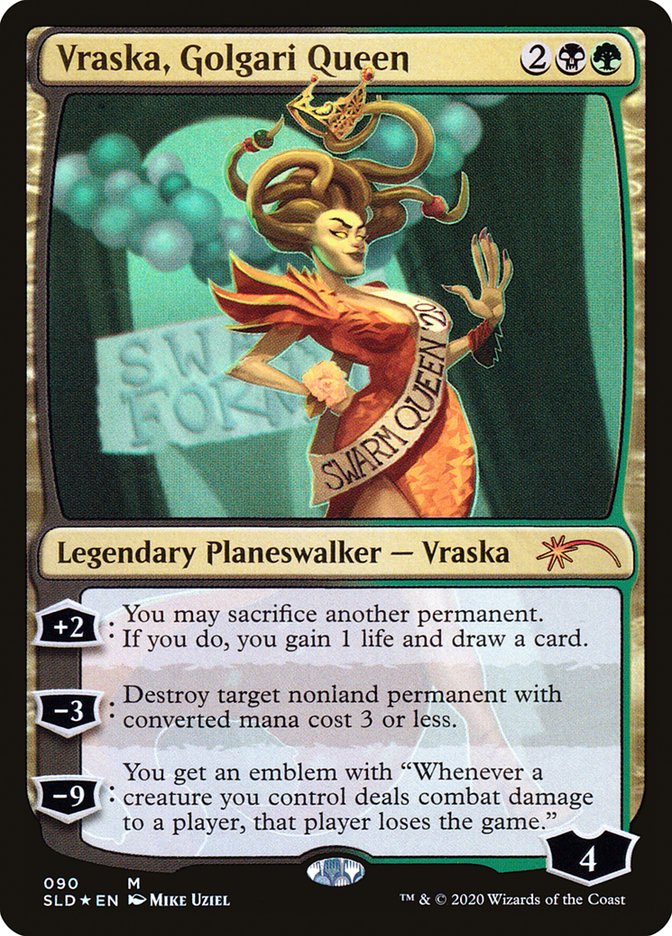 Vraska, Golgari Queen 2
SWARM
FORMAL
SWARM QUEEN 20
Legendary Planeswalker — Vraska
+2: You may sacrifice another permanent.
If you do, you gain 1 life and draw a card.
−3: Destroy target nonland permanent with
converted mana cost 3 or less.
−9: You get an emblem with “Whenever a
creature you control deals combat damage
to a player, that player loses the game.”
4
090 M
SLD★EN Mike Uziel
™ & © 2020 Wizards of the Coast